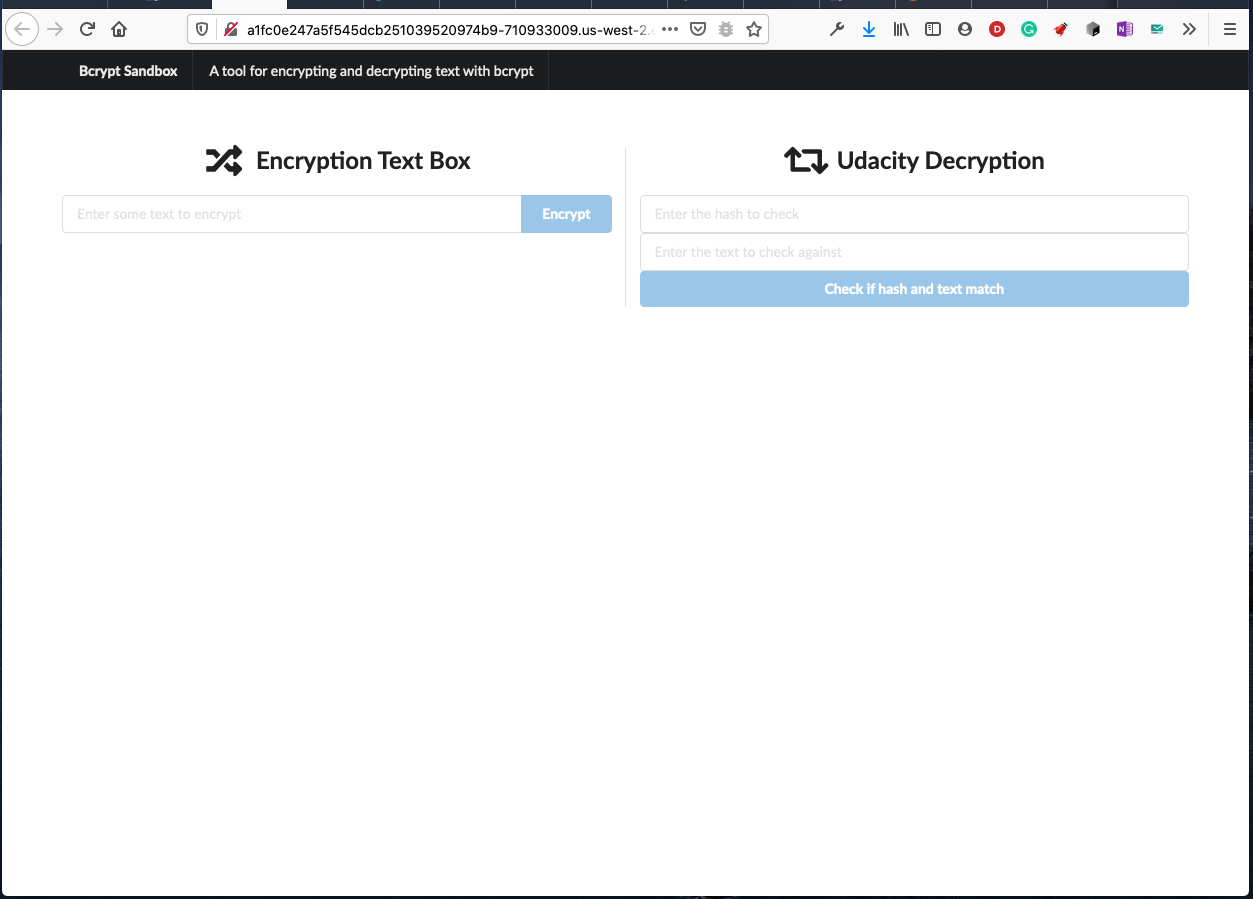 a1fc0e247a5f545dcb251039520974b9-710933009.us-west-2.
Bcrypt Sandbox
A tool for encrypting and decrypting text with bcrypt
Encryption Text Box
Enter some text to encrypt
Encrypt
Udacity Decryption
Enter the hash to check
Enter the text to check against
Check if hash and text match